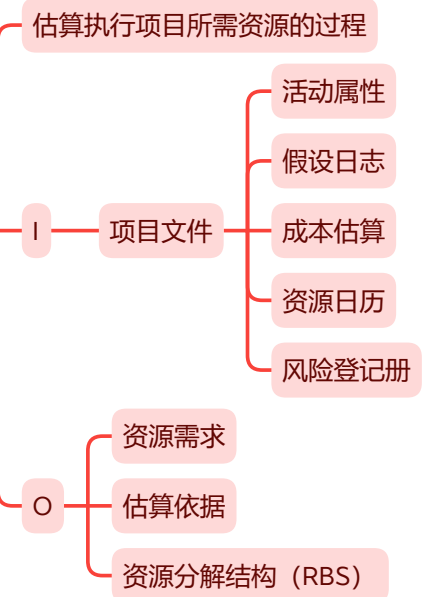 估算执行项目所需资源的过程
I
项目文件
活动属性
假设日志
成本估算
资源日历
风险登记册
O
资源需求
估算依据
资源分解结构（RBS）